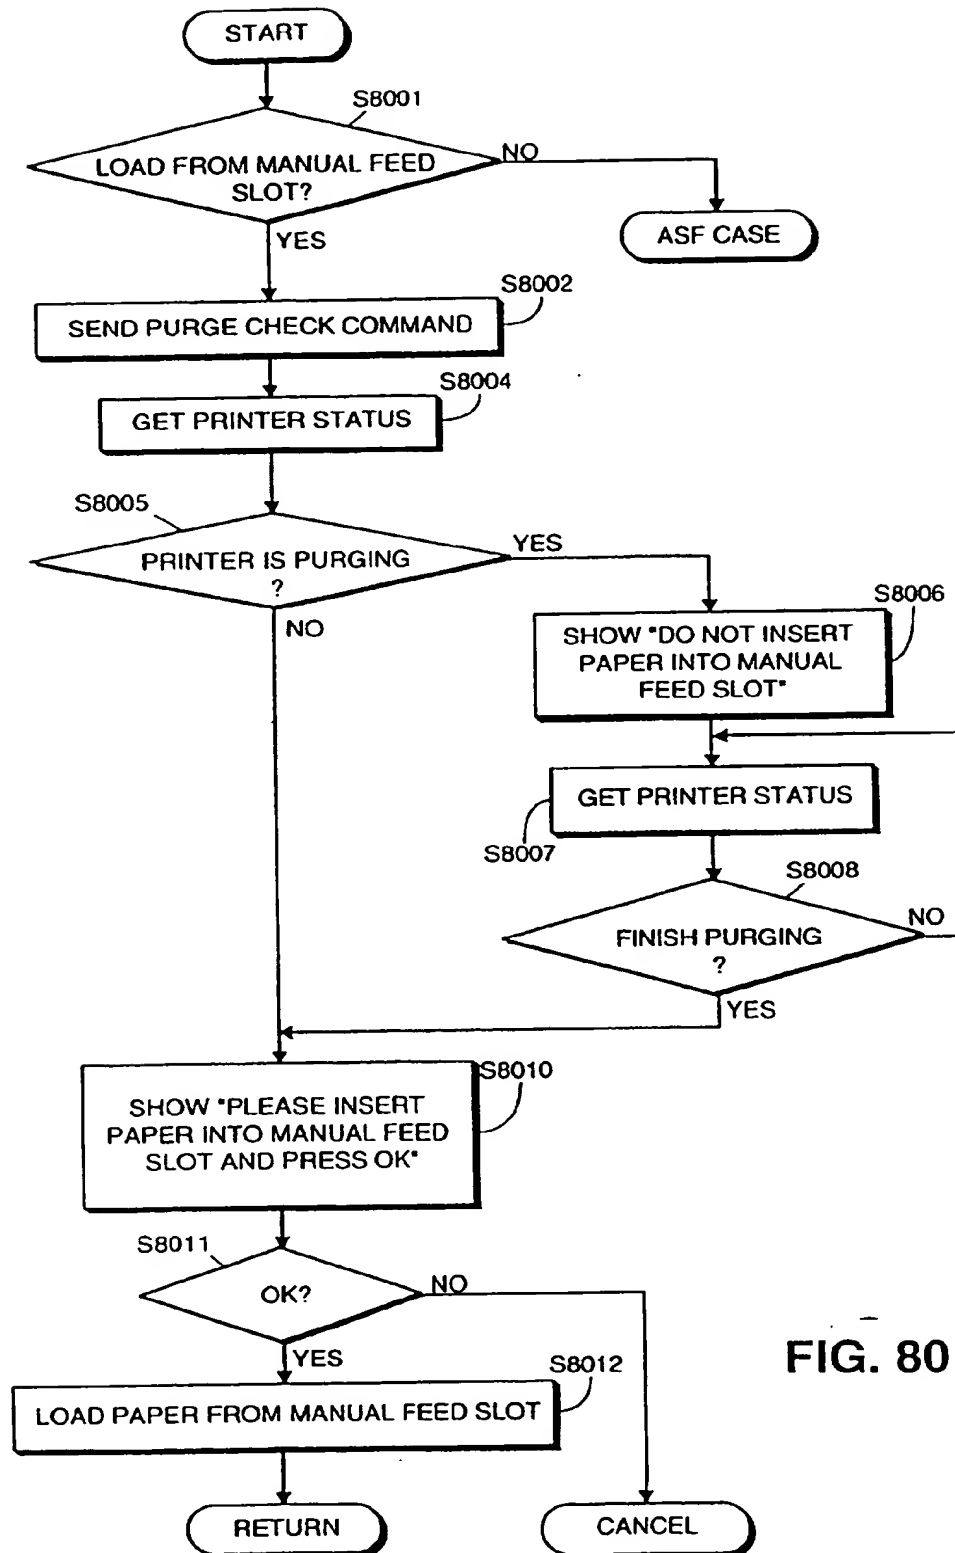 START
S8001
LOAD FROM MANUAL FEED
SLOT?
NO
YES
ASF CASE
S8002
SEND PURGE CHECK COMMAND
S8004
GET PRINTER STATUS
S8005
PRINTER IS PURGING
?
YES
NO
S8006
SHOW "DO NOT INSERT
PAPER INTO MANUAL
FEED SLOT"
GET PRINTER STATUS
S8007
S8008
FINISH PURGING
?
NO
YES
S8010
SHOW "PLEASE INSERT
PAPER INTO MANUAL FEED
SLOT AND PRESS OK"
S8011
OK?
NO
YES
S8012
LOAD PAPER FROM MANUAL FEED SLOT
RETURN
CANCEL
FIG. 80